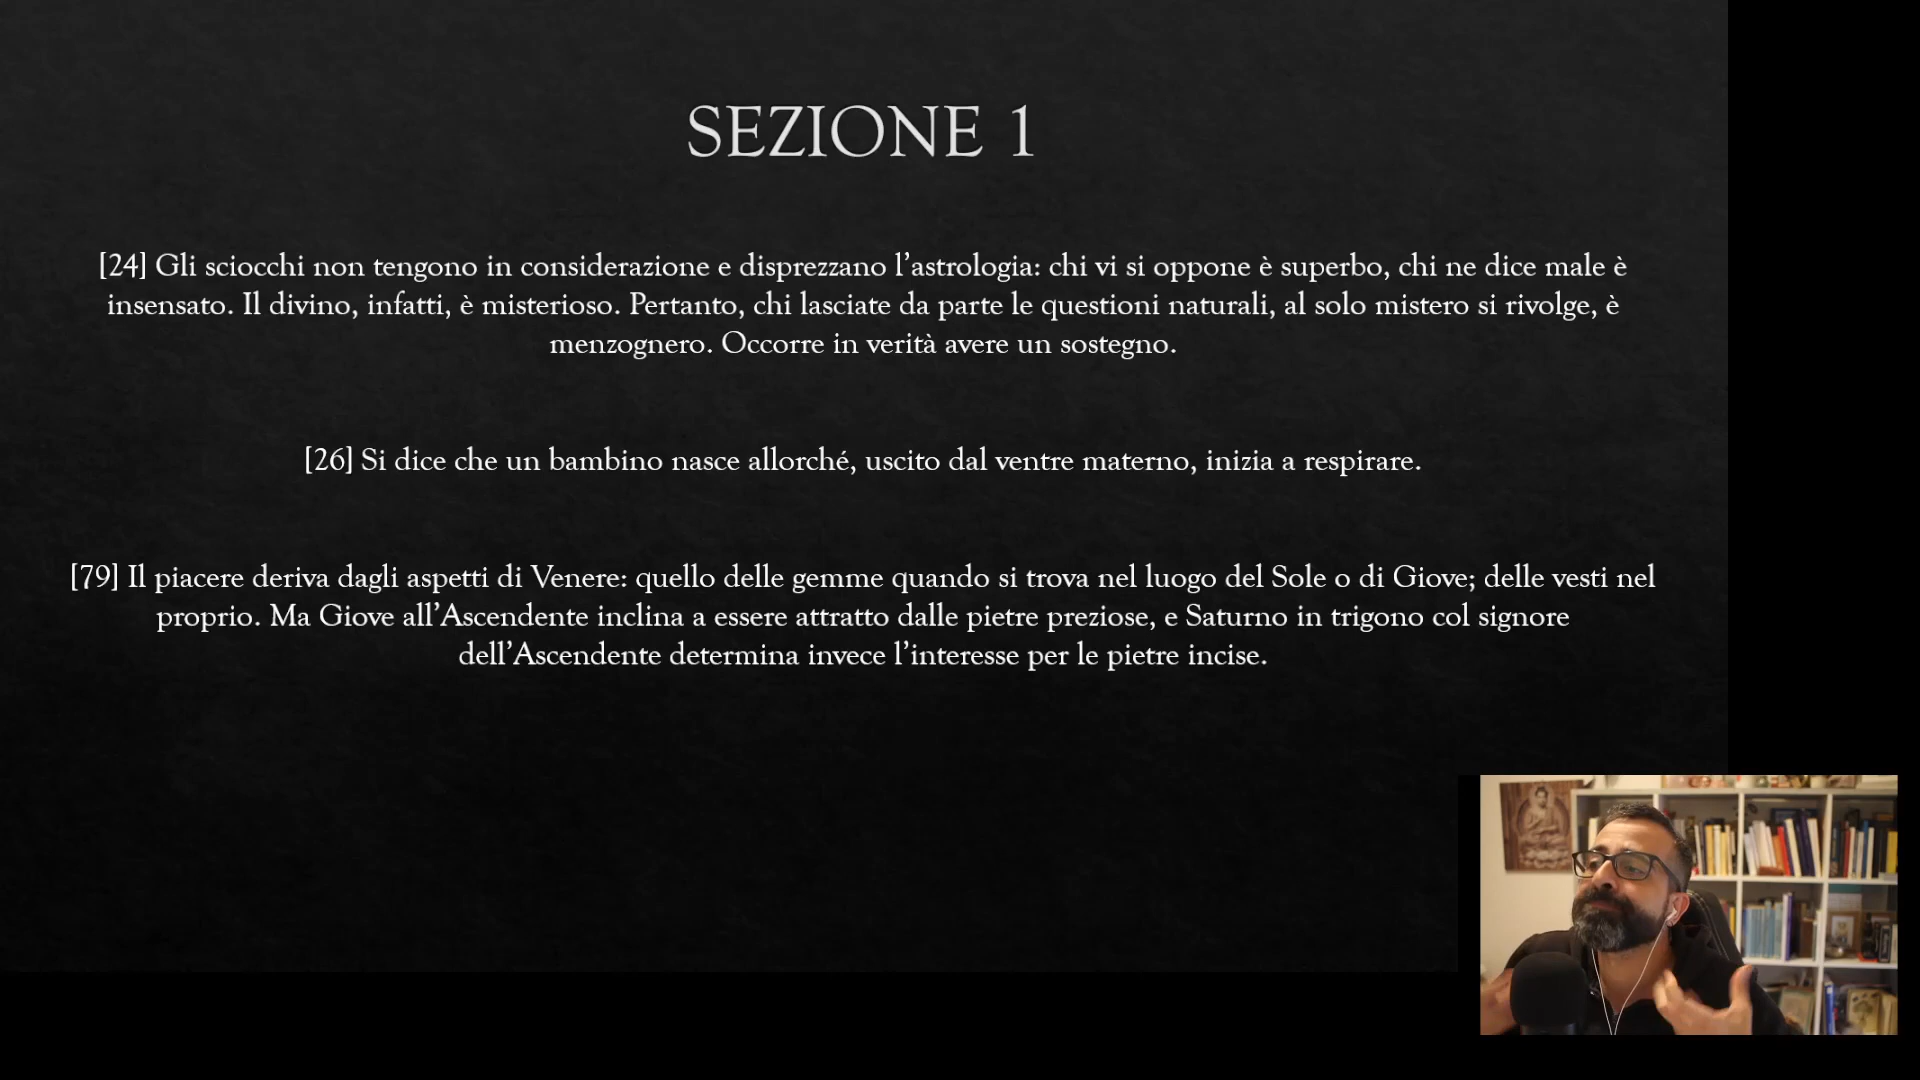 SEZIONE 1
[24] Gli sciocchi non tengono in considerazione e disprezzano l’astrologia: chi vi si oppone è superbo, chi ne dice male è
insensato. Il divino, infatti, è misterioso. Pertanto, chi lasciate da parte le questioni naturali, al solo mistero si rivolge, è
menzognero. Occorre in verità avere un sostegno.
[26] Si dice che un bambino nasce allorché, uscito dal ventre materno, inizia a respirare.
[79] Il piacere deriva dagli aspetti di Venere: quello delle gemme quando si trova nel luogo del Sole o di Giove; delle vesti nel
proprio. Ma Giove all’Ascendente inclina a essere attratto dalle pietre preziose, e Saturno in trigono col signore
dell’Ascendente determina invece l’interesse per le pietre incise.